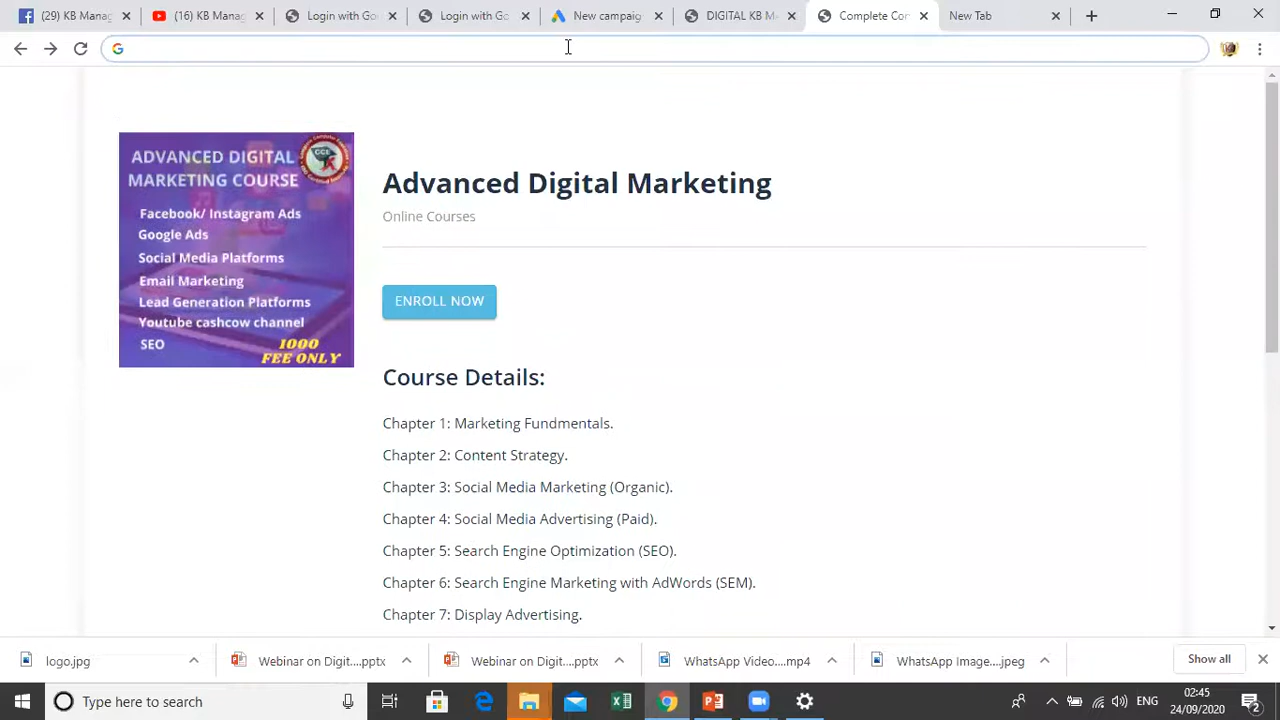 (29) KB Manag
(16) KB Manag
Login with Go
Login with Go
New campaig
DIGITAL KB M
Complete Cor
New Tab
ADVANCED DIGITAL
MARKETING COURSE
CCE
Facebook/ Instagram Ads
Google Ads
Social Media Platforms
Email Marketing
Lead Generation Platforms
Youtube cashcow channel
SEO
1000
FEE ONLY
Advanced Digital Marketing
Online Courses
ENROLL NOW
Course Details:
Chapter 1: Marketing Fundmentals.
Chapter 2: Content Strategy.
Chapter 3: Social Media Marketing (Organic).
Chapter 4: Social Media Advertising (Paid).
Chapter 5: Search Engine Optimization (SEO).
Chapter 6: Search Engine Marketing with AdWords (SEM).
Chapter 7: Display Advertising.
logo.jpg
Webinar on Digit....pptx
Webinar on Digit....pptx
WhatsApp Video....mp4
WhatsApp Image....jpeg
Show all
Type here to search
ENG
02:45
24/09/2020
2